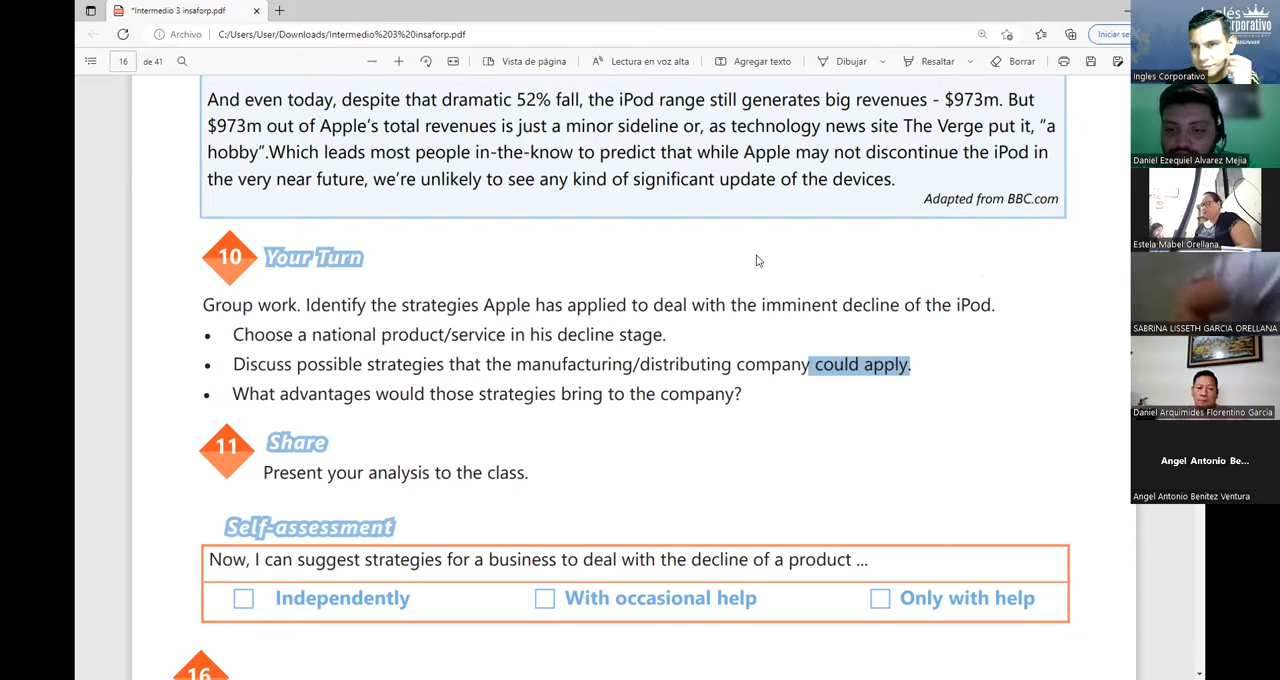 *Intermedio 3 insaforp.pdf
Archivo
C:/Users/User/Downloads/Intermedio%203%20insaforp.pdf
Iniciar ses
16
de 41
Vista de página
Lectura en voz alta
Agregar texto
Dibujar
Resaltar
Borrar
And even today, despite that dramatic 52% fall, the iPod range still generates big revenues - $973m. But
$973m out of Apple's total revenues is just a minor sideline or, as technology news site The Verge put it, “a
hobby”.Which leads most people in-the-know to predict that while Apple may not discontinue the iPod in
the very near future, we're unlikely to see any kind of significant update of the devices.
Adapted from BBC.com
10
Your Turn
Group work. Identify the strategies Apple has applied to deal with the imminent decline of the iPod.
• Choose a national product/service in his decline stage.
• Discuss possible strategies that the manufacturing/distributing company could apply.
• What advantages would those strategies bring to the company?
11
Share
Present your analysis to the class.
Self-assessment
Now, I can suggest strategies for a business to deal with the decline of a product ...
Independently
With occasional help
Only with help
16
Inglés
Corporativo
BEGINNER
Ingles Corporativo
Daniel Ezequiel Alvarez Mejia
Estela Mabel Orellana
SABRINA LISSETH GARCIA ORELLANA
Daniel Arquimides Florentino Garcia
Angel Antonio Be...
Angel Antonio Benitez Ventura